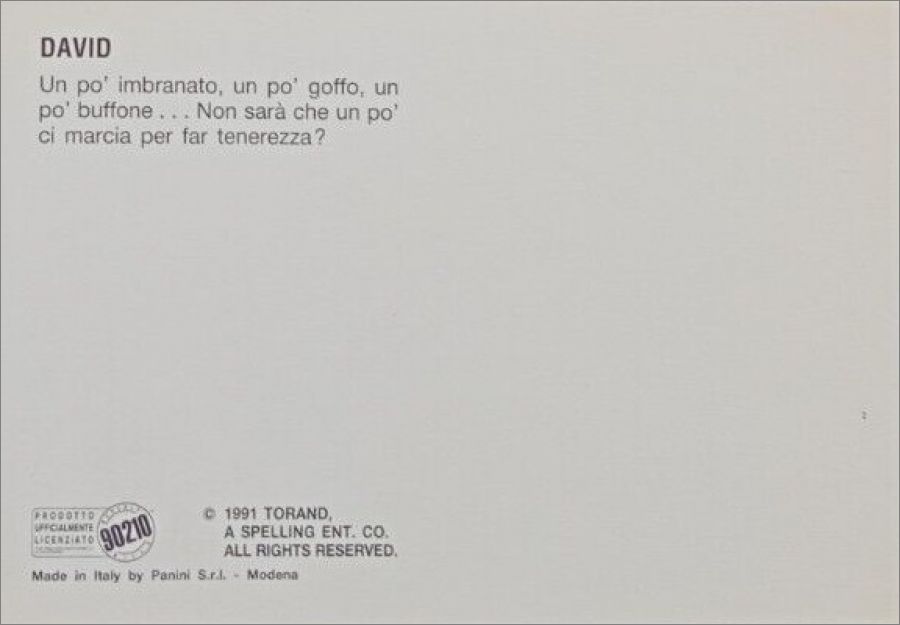 DAVID
Un po' imbranato, un po' goffo, un
po' buffone . . . Non sarà che un po'
ci marcia per far tenerezza?
PRODOTTO
UFFICIALMENTE
LICENZIATO
90210
© 1991 TORAND,
A SPELLING ENT. CO.
ALL RIGHTS RESERVED.
Made in Italy by Panini S.r.l. - Modena